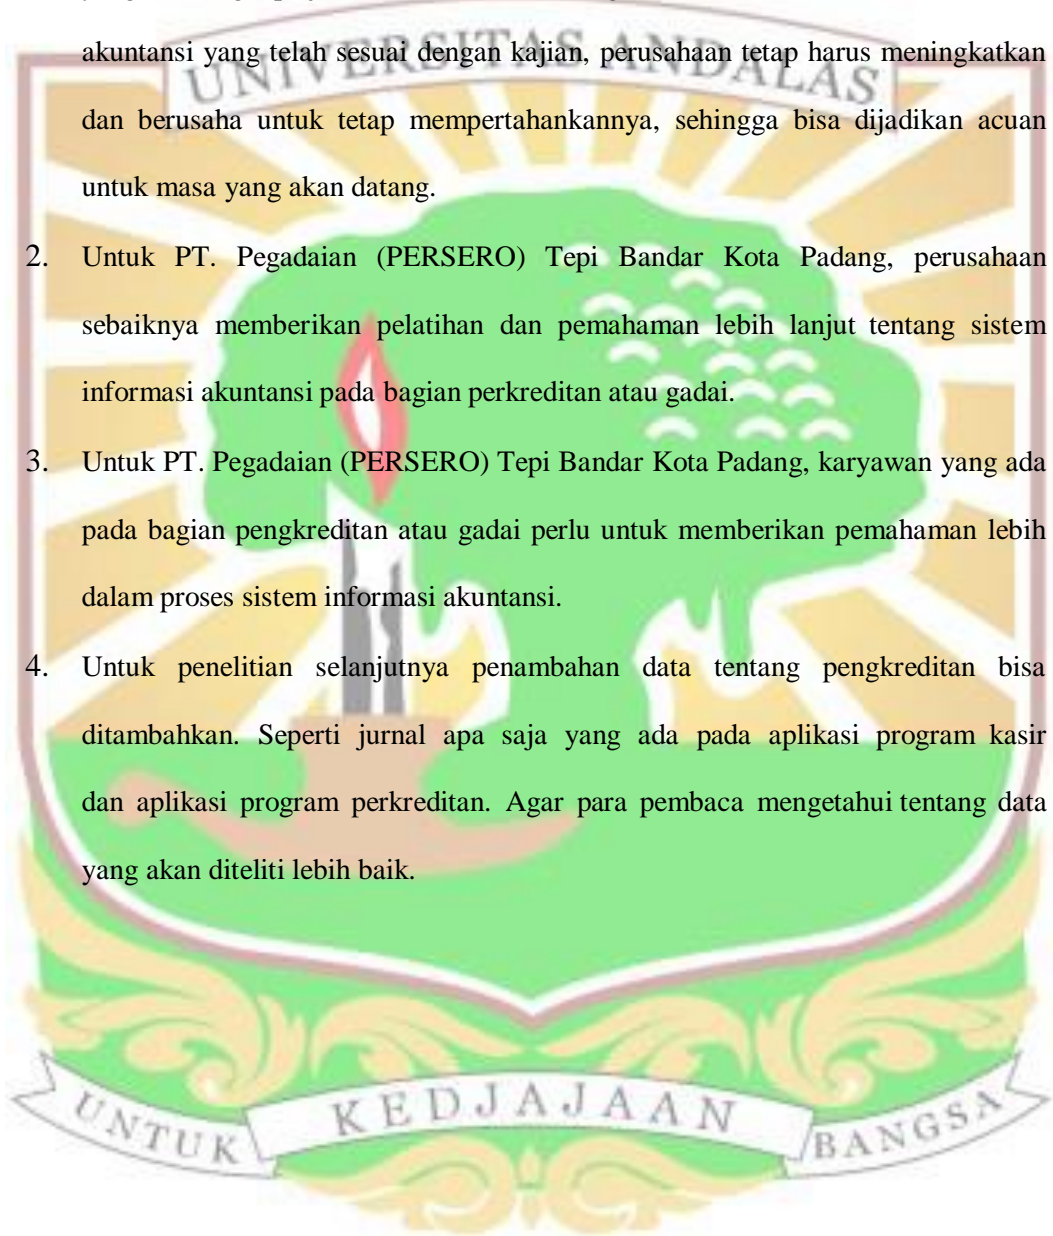 UNIVERSITAS ANDALAS
akuntansi yang telah sesuai dengan kajian, perusahaan tetap harus meningkatkan
dan berusaha untuk tetap mempertahankannya, sehingga bisa dijadikan acuan
untuk masa yang akan datang.
2. Untuk PT. Pegadaian (PERSERO) Tepi Bandar Kota Padang, perusahaan
sebaiknya memberikan pelatihan dan pemahaman lebih lanjut tentang sistem
informasi akuntansi pada bagian perkreditan atau gadai.
3. Untuk PT. Pegadaian (PERSERO) Tepi Bandar Kota Padang, karyawan yang ada
pada bagian pengkreditan atau gadai perlu untuk memberikan pemahaman lebih
dalam proses sistem informasi akuntansi.
4. Untuk penelitian selanjutnya penambahan data tentang pengkreditan bisa
ditambahkan. Seperti jurnal apa saja yang ada pada aplikasi program kasir
dan aplikasi program perkreditan. Agar para pembaca mengetahui tentang data
yang akan diteliti lebih baik.
UNTUK KEDJAJAAN BANGSA